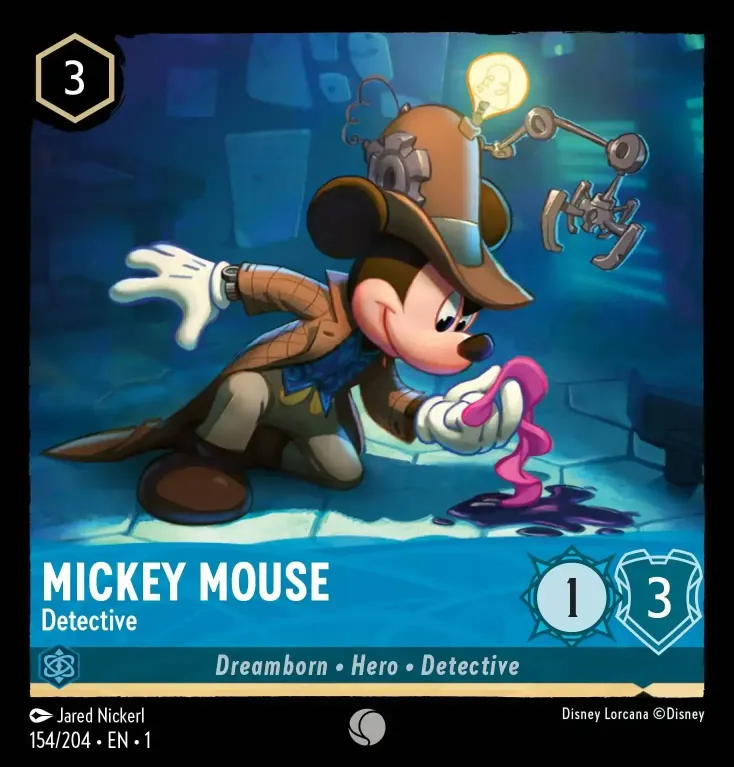 3
MICKEY MOUSE
Detective
1
3
Dreamborn • Hero • Detective
Jared Nickerl
Disney Lorcana ©Disney
154/204 • EN • 1